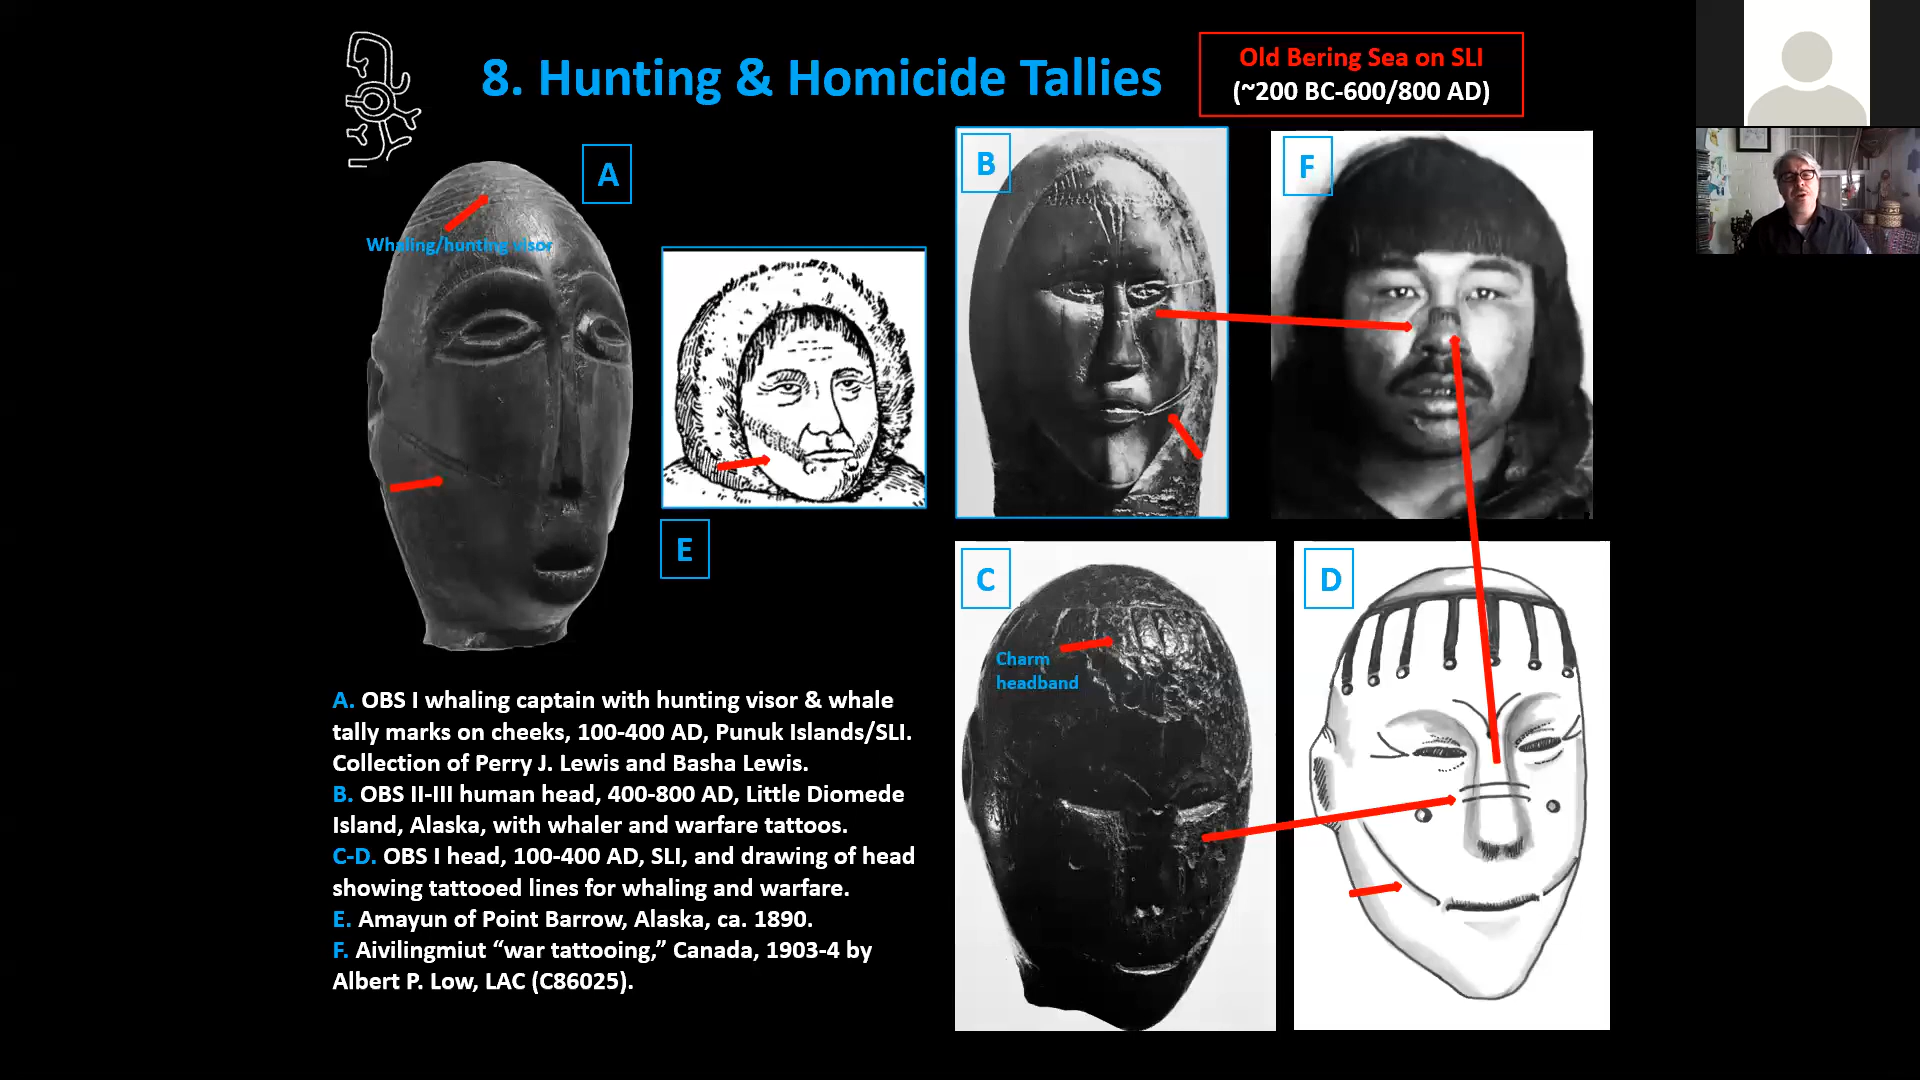 8. Hunting & Homicide Tallies
Old Bering Sea on SLI
(~200 BC-600/800 AD)
A
Whaling/hunting visor
E
B
F
C
Charm
headband
D
A. OBS I whaling captain with hunting visor & whale
tally marks on cheeks, 100-400 AD, Punuk Islands/SLI.
Collection of Perry J. Lewis and Basha Lewis.
B. OBS II-III human head, 400-800 AD, Little Diomede
Island, Alaska, with whaler and warfare tattoos.
C-D. OBS I head, 100-400 AD, SLI, and drawing of head
showing tattooed lines for whaling and warfare.
E. Amayun of Point Barrow, Alaska, ca. 1890.
F. Aivilingmiut “war tattooing,” Canada, 1903-4 by
Albert P. Low, LAC (C86025).